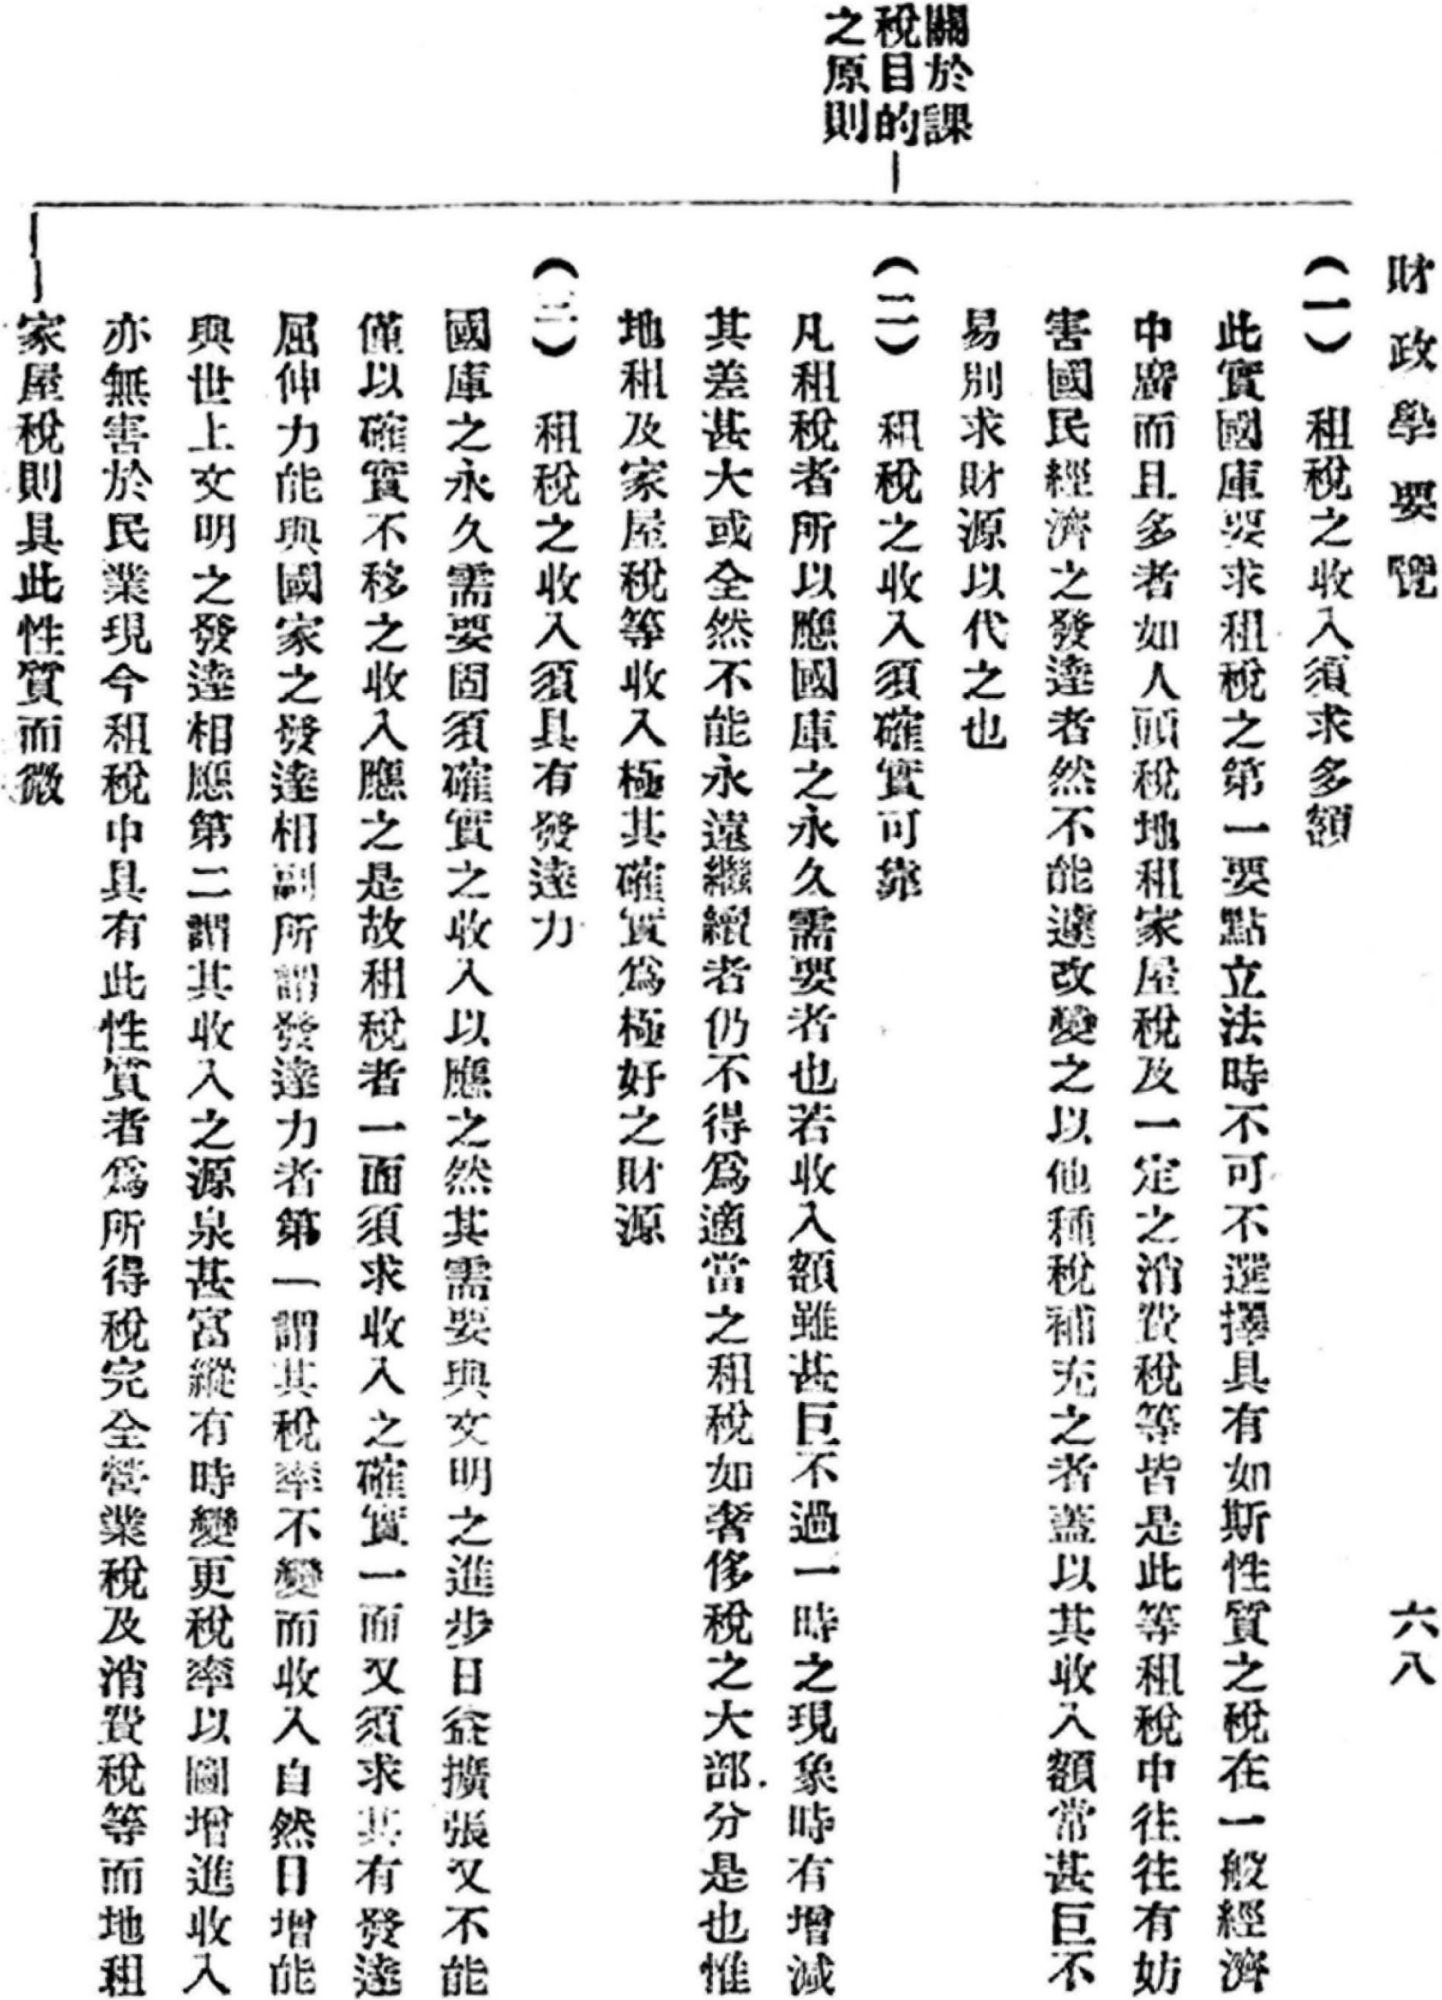 財政學要覽
六八
關於課
稅目的
之原則
（一）　租稅之收入須求多額
此實國庫要求租稅之第一要點立法時不可不選擇具有如斯性質之稅在一般經濟
中廣而且多者如人頭稅地租家屋稅及一定之消費稅等皆是此等租稅中往往有妨
害國民經濟之發達者然不能遽改變之以他種稅補充之者蓋以其收入額常甚巨不
易別求財源以代之也
（二）　租稅之收入須確實可靠
凡租稅者所以應國庫之永久需要者也若收入額雖甚巨不過一時之現象時有增減
其差甚大或全然不能永遠繼續者仍不得爲適當之租稅如奢侈稅之大部分是也惟
地租及家屋稅等收入極其確實爲極好之財源
（三）　租稅之收入須具有發達力
國庫之永久需要固須確實之收入以應之然其需要與文明之進步日益擴張又不能
僅以確實不移之收入應之是故租稅者一面須求收入之確實一面又須求其有發達
屈伸力能與國家之發達相副所謂發達力者第一謂其稅率不變而收入自然日增能
與世上文明之發達相應第二謂其收入之源泉甚富縱有時變更稅率以圖增進收入
亦無害於民業現今租稅中具有此性質者爲所得稅完全營業稅及消費稅等而地租
家屋稅則具此性質而微